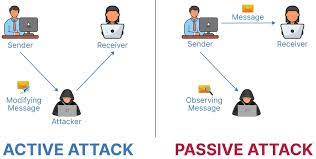 Sender
Receiver
Modifying
Message
Attacker
ACTIVE ATTACK
Message
Sender
Receiver
Observing
Message
PASSIVE ATTACK